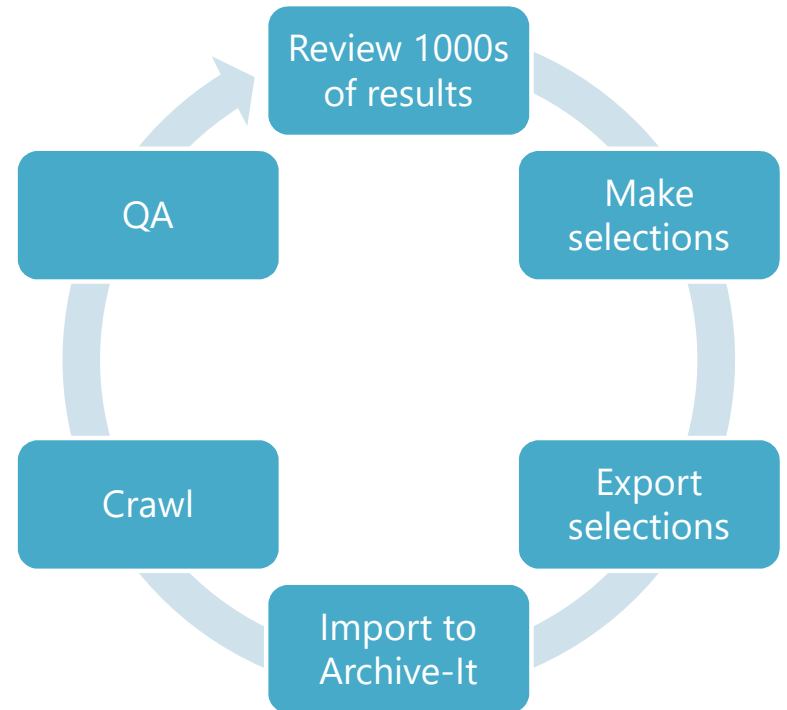 Review 1000s
of results
Make
selections
Export
selections
Import to
Archive-It
Crawl
QA